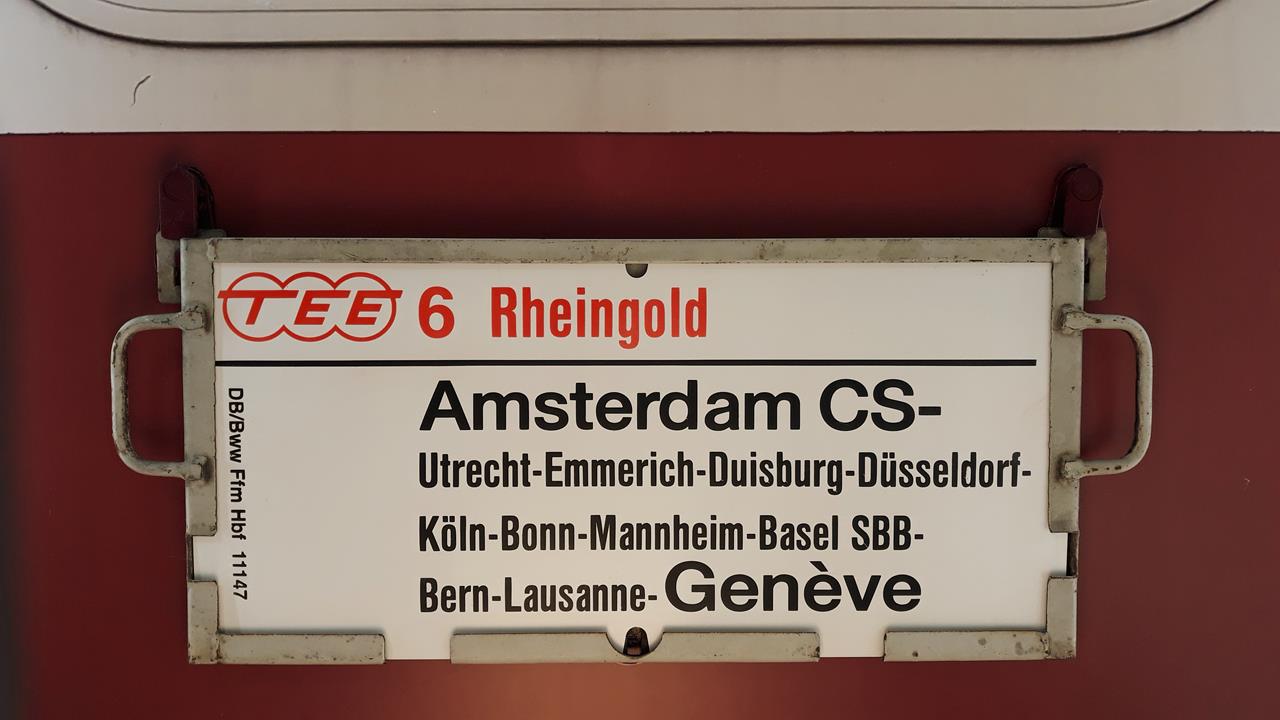 TEE 6 Rheingold
Amsterdam CS-
Utrecht-Emmerich-Duisburg-Düsseldorf-
Köln-Bonn-Mannheim-Basel SBB-
Bern-Lausanne-Genève
DB/Bww Ffm Hbf 11147